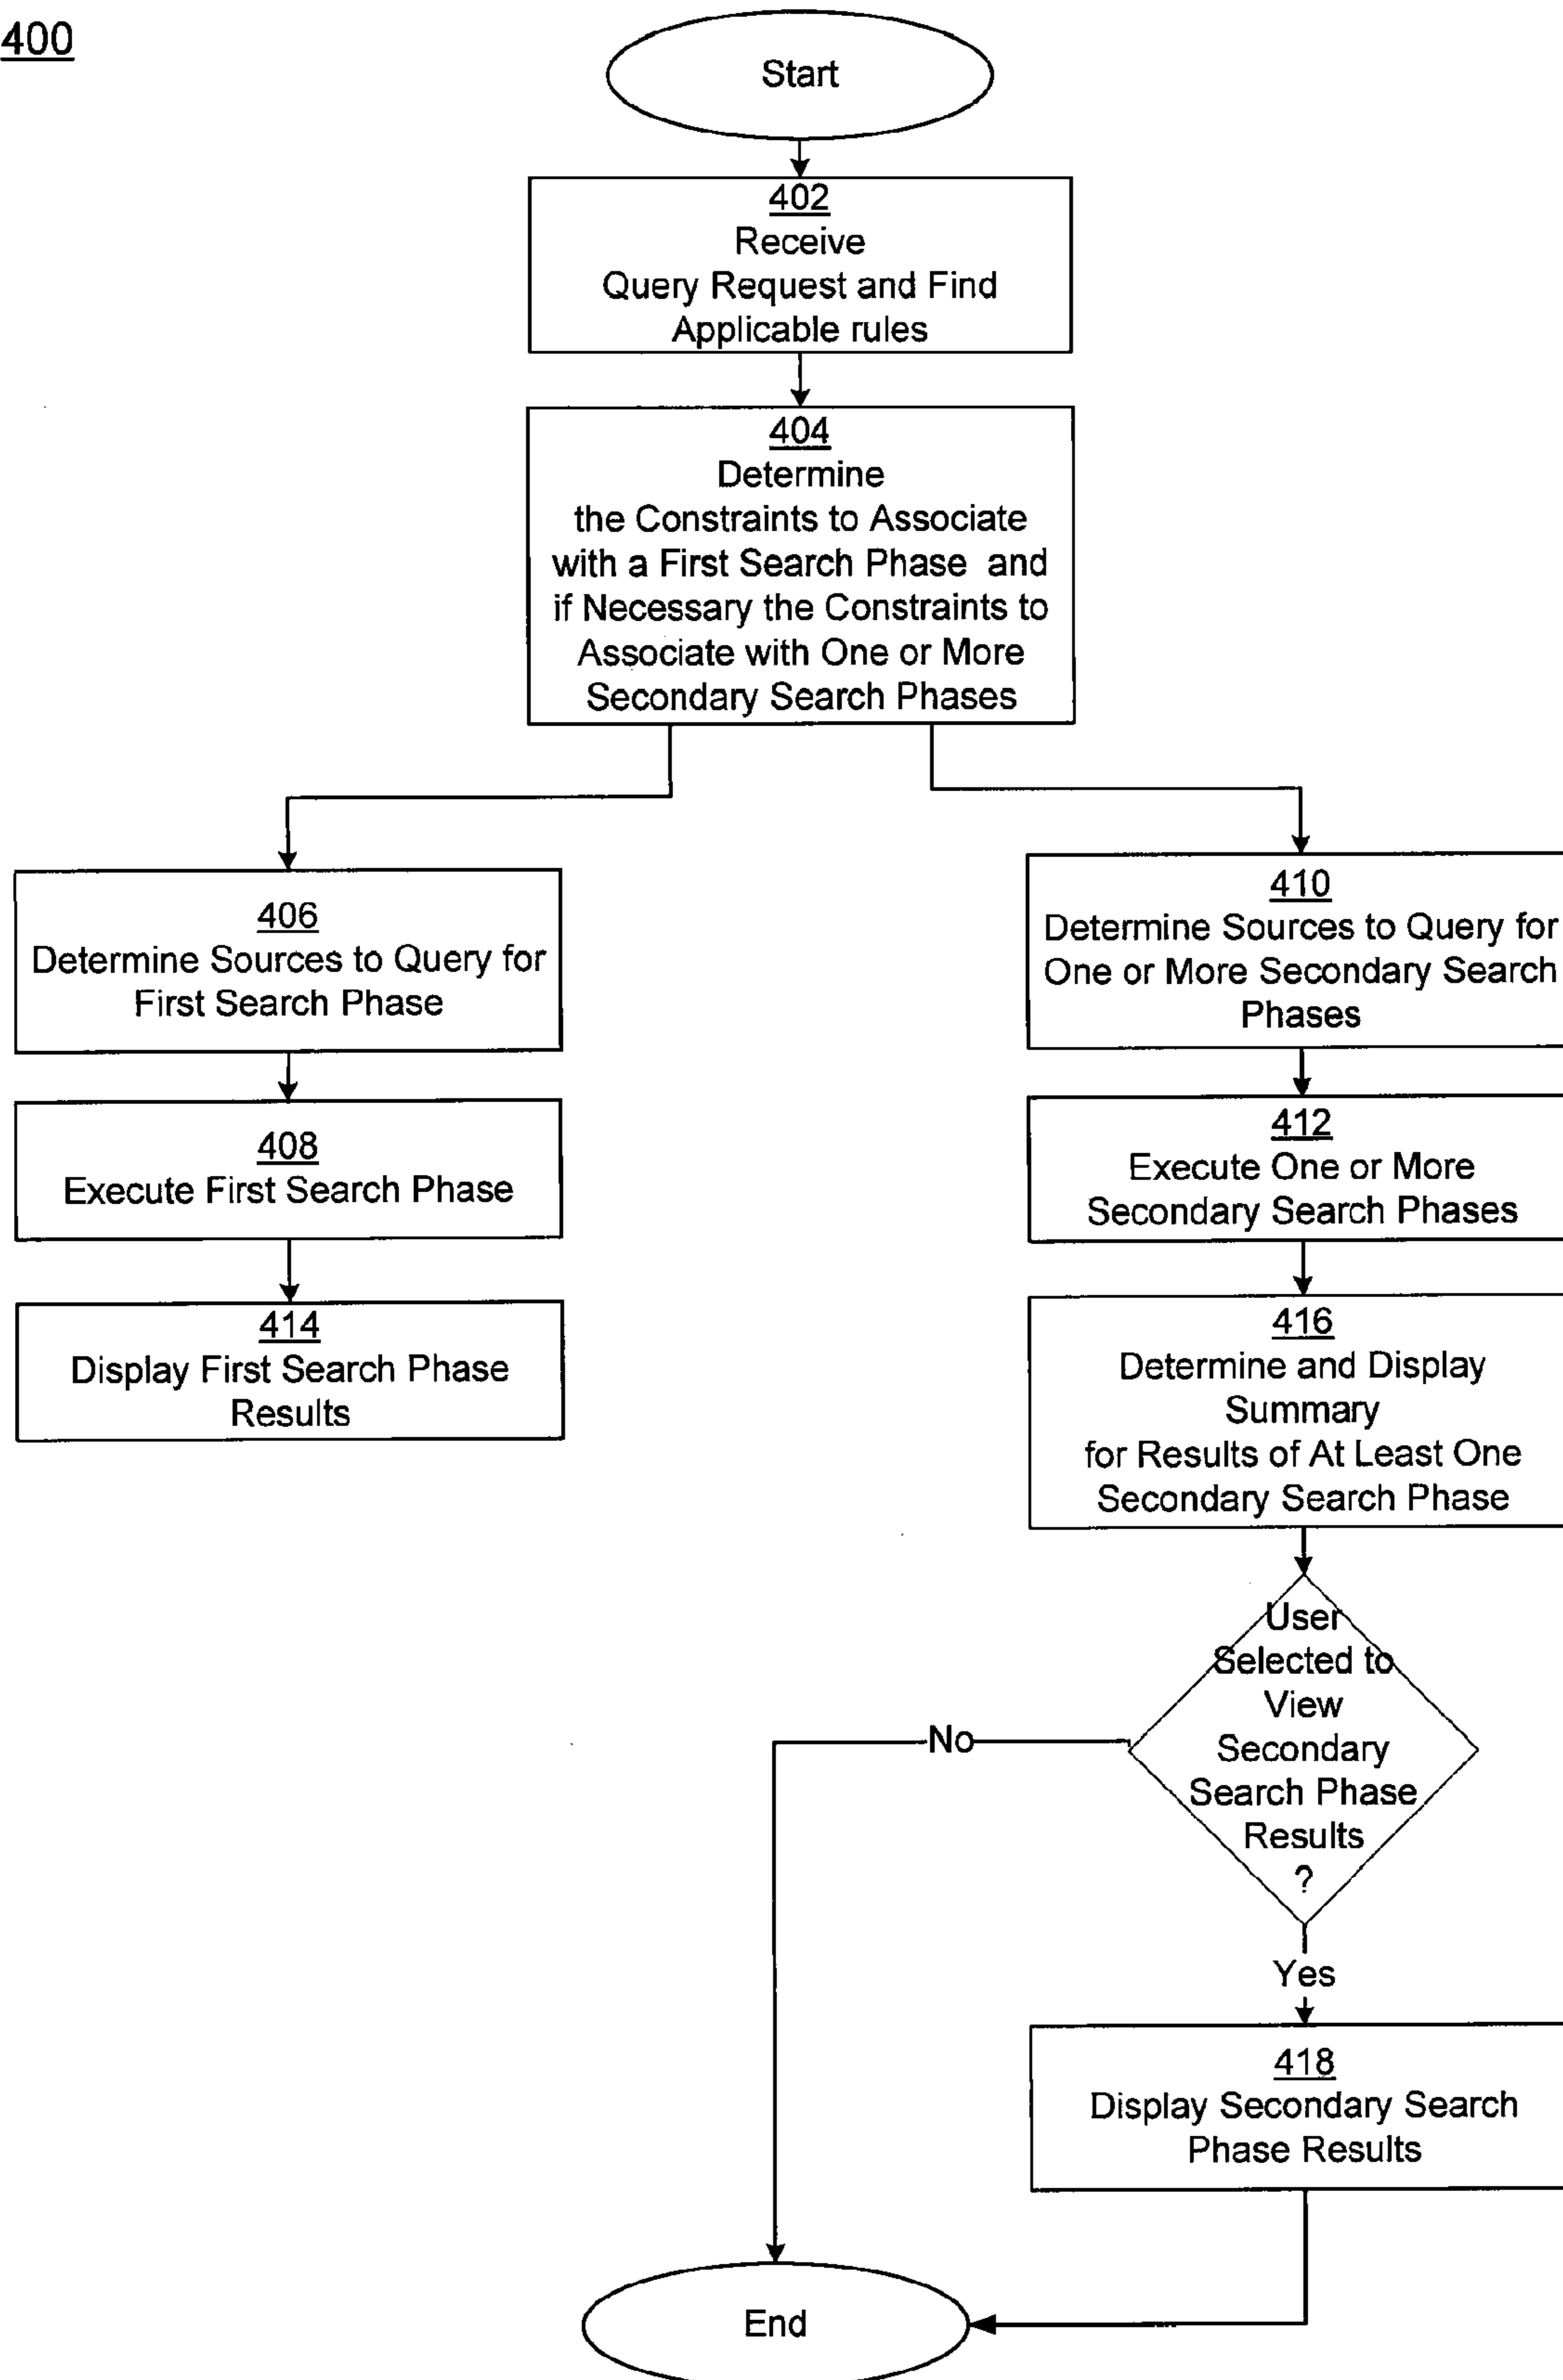 400
Start
402
Receive
Query Request and Find
Applicable rules
404
Determine
the Constraints to Associate
with a First Search Phase and
if Necessary the Constraints to
Associate with One or More
Secondary Search Phases
406
Determine Sources to Query for
First Search Phase
408
Execute First Search Phase
414
Display First Search Phase
Results
410
Determine Sources to Query for
One or More Secondary Search
Phases
412
Execute One or More
Secondary Search Phases
416
Determine and Display
Summary
for Results of At Least One
Secondary Search Phase
User
Selected to
View
Secondary
Search Phase
Results
?
No
Yes
418
Display Secondary Search
Phase Results
End